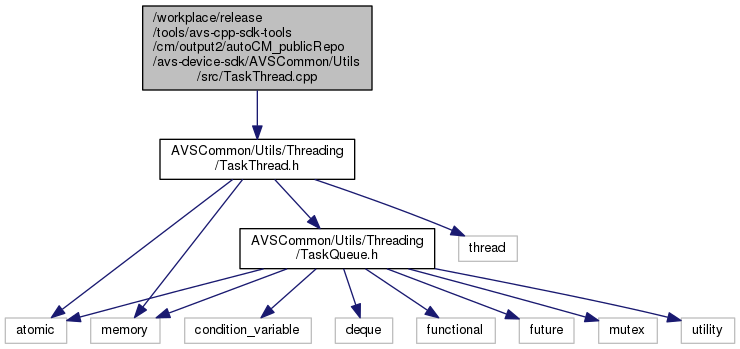 /workplace/release
/tools/avs-cpp-sdk-tools
/cm/output2/autoCM_publicRepo
/avs-device-sdk/AVSCommon/Utils
/src/TaskThread.cpp
AVSCommon/Utils/Threading
/TaskThread.h
AVSCommon/Utils/Threading
/TaskQueue.h
thread
atomic
memory
condition_variable
deque
functional
future
mutex
utility